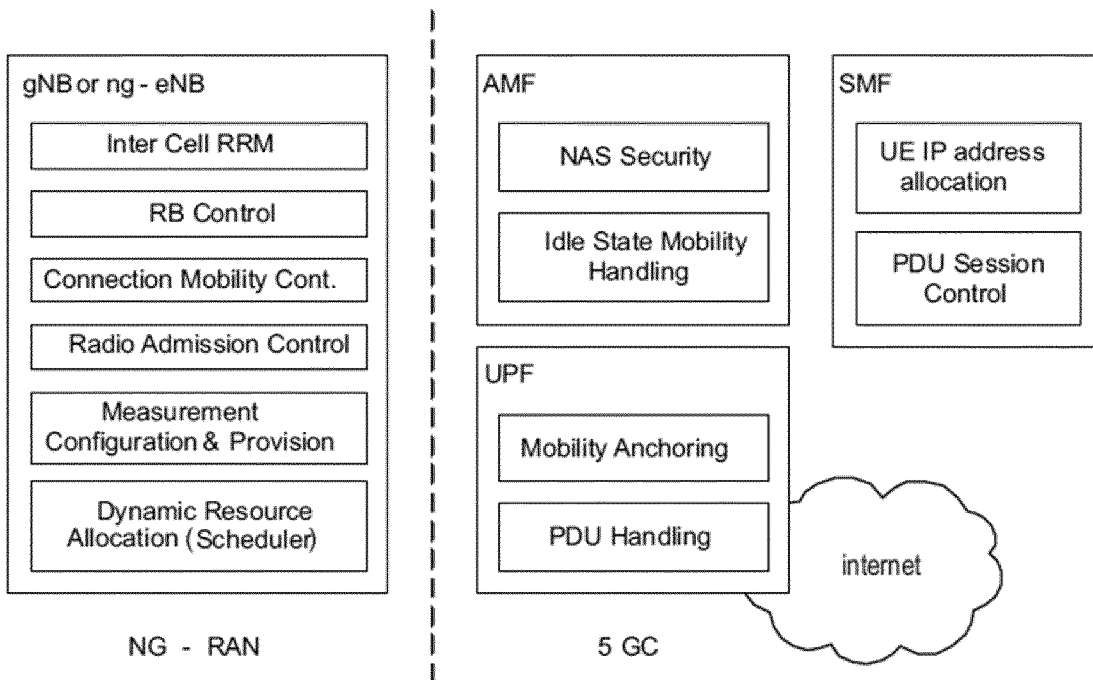 gNB or ng - eNB
Inter Cell RRM
RB Control
Connection Mobility Cont.
Radio Admission Control
Measurement
Configuration & Provision
Dynamic Resource
Allocation (Scheduler)
NG - RAN
AMF
NAS Security
Idle State Mobility
Handling
SMF
UE IP address
allocation
PDU Session
Control
UPF
Mobility Anchoring
PDU Handling
internet
5 GC